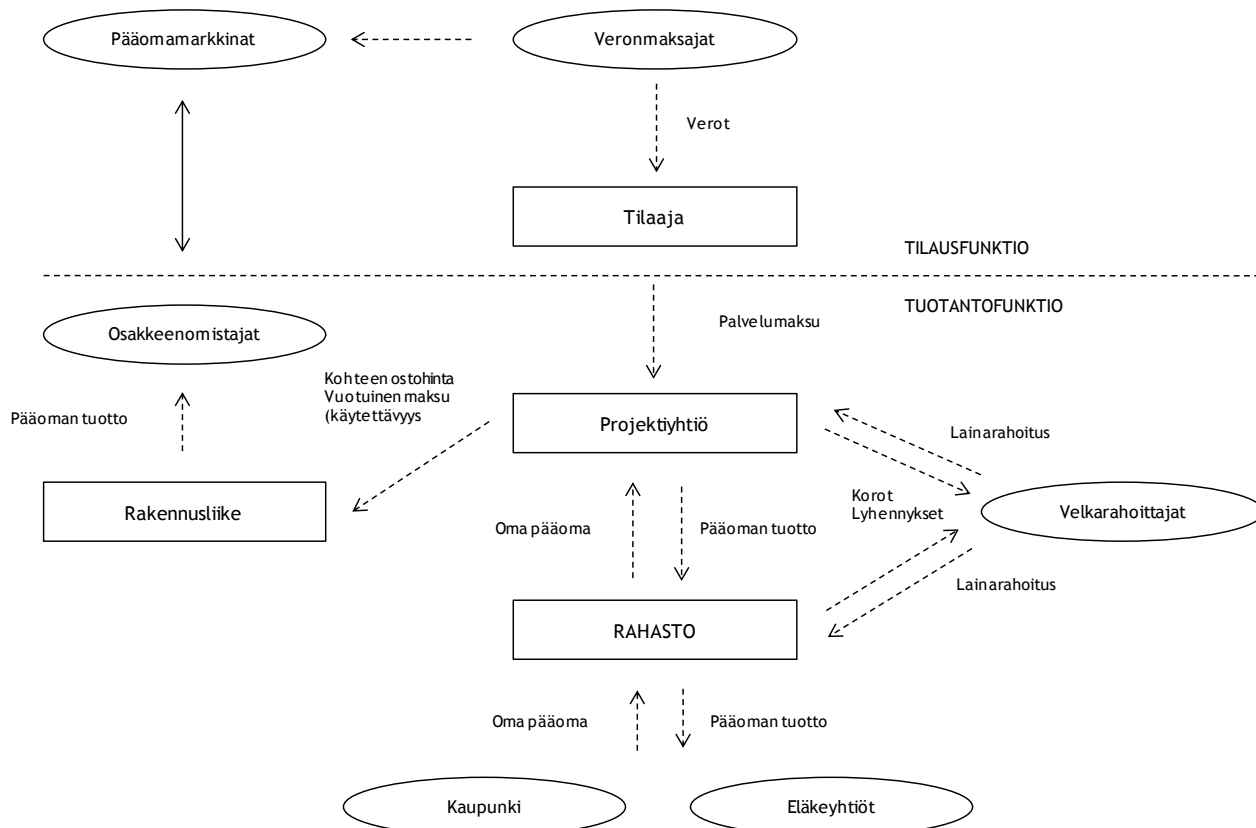 Pääomamarkkinat
Veronmaksajat
Verot
Tilaaja
TILAUSFUNKTIO
TUOTANTOFUNKTIO
Osakkeenomistajat
Palvelumaksu
Kohteen ostohinta
Vuotuinen maksu
(käytettävyys
Pääoman tuotto
Projektiyhtiö
Lainarahoitus
Rakennusliike
Korot
Lyhennykset
Velkarahoittajat
Oma pääoma
Pääoman tuotto
Lainarahoitus
RAHASTO
Oma pääoma
Pääoman tuotto
Kaupunki
Eläkeyhtiöt